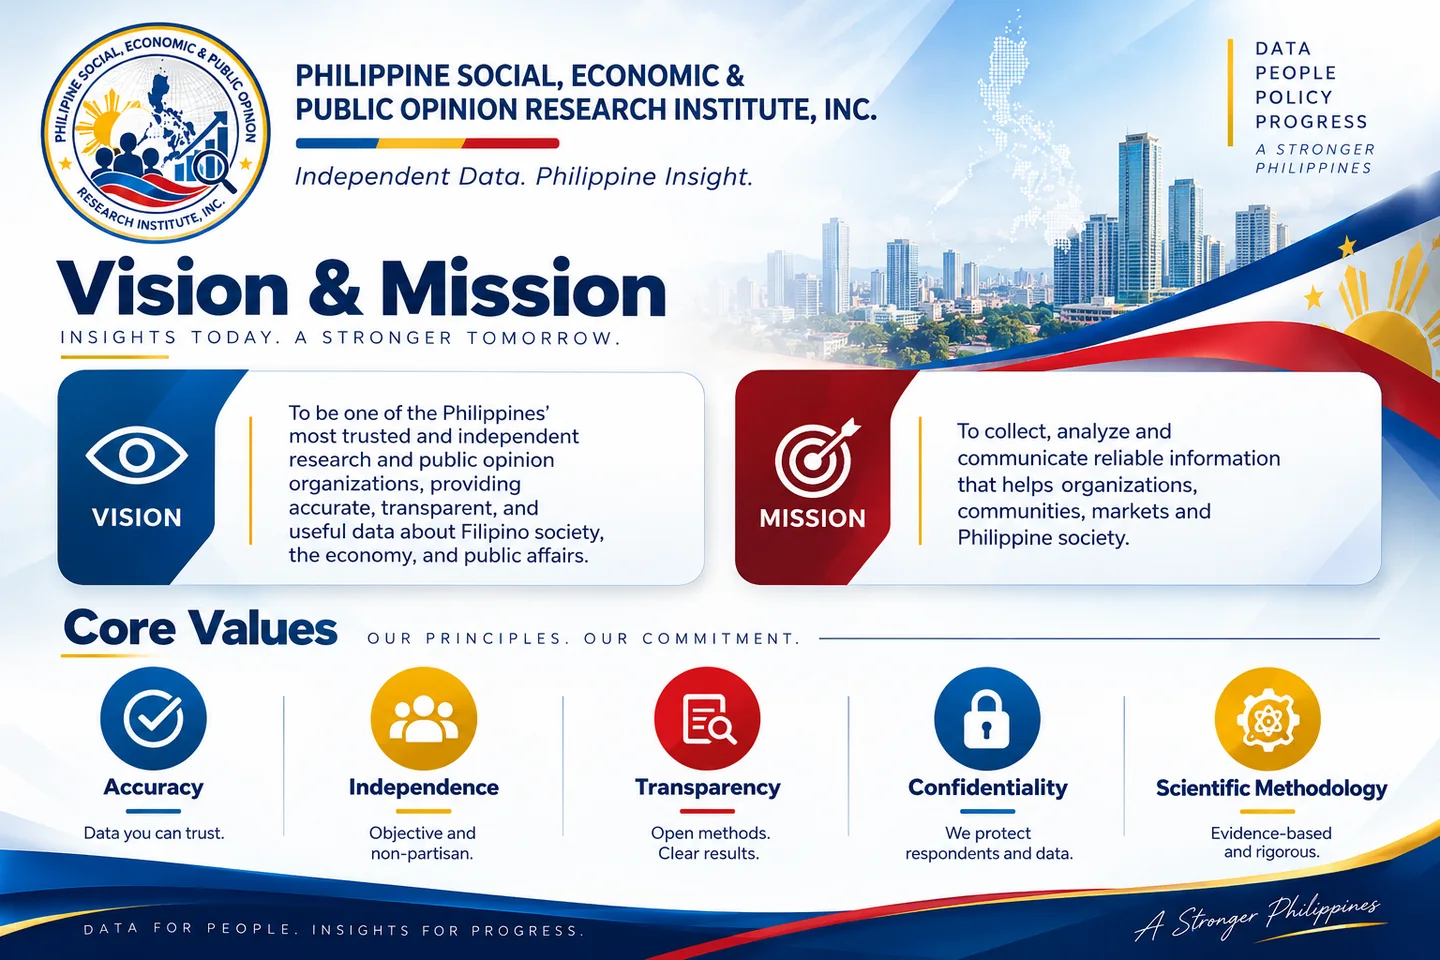 PHILIPINE SOCIAL, ECONOMIC & PUBLIC OPINION
RESEARCH INSTITUTE, INC.
PHILIPPINE SOCIAL, ECONOMIC &
PUBLIC OPINION RESEARCH INSTITUTE, INC.
Independent Data. Philippine Insight.
DATA
PEOPLE
POLICY
PROGRESS
A STRONGER
PHILIPPINES
Vision & Mission
INSIGHTS TODAY. A STRONGER TOMORROW.
VISION
To be one of the Philippines’
most trusted and independent
research and public opinion
organizations, providing
accurate, transparent, and
useful data about Filipino society,
the economy, and public affairs.
MISSION
To collect, analyze and
communicate reliable information
that helps organizations,
communities, markets and
Philippine society.
Core Values
OUR PRINCIPLES. OUR COMMITMENT.
Accuracy
Data you can trust.
Independence
Objective and
non-partisan.
Transparency
Open methods.
Clear results.
Confidentiality
We protect
respondents and data.
Scientific Methodology
Evidence-based
and rigorous.
DATA FOR PEOPLE. INSIGHTS FOR PROGRESS.
A Stronger Philippines